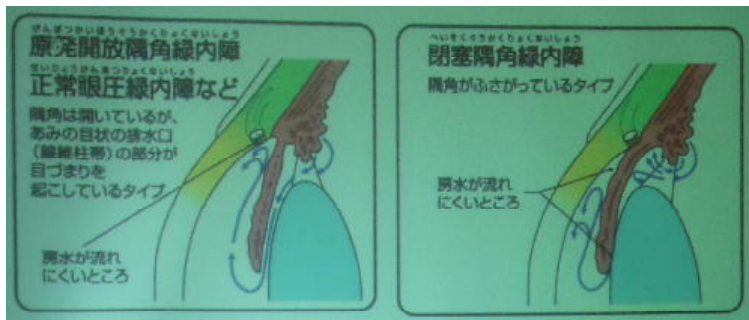 げんぱつかいほうぐうかくりょくないしょう
原発開放隅角緑内障
せいじょうがんあつりょくないしょう
正常眼圧緑内障など
隅角は開いているが、
あみの目状の排水口
(線維柱帯)の部分が
目づまりを
起こしているタイプ
房水が流れ
にくいところ
へいそくぐうかくりょくないしょう
閉塞隅角緑内障
隅角がふさがっているタイプ
房水が流れ
にくいところ